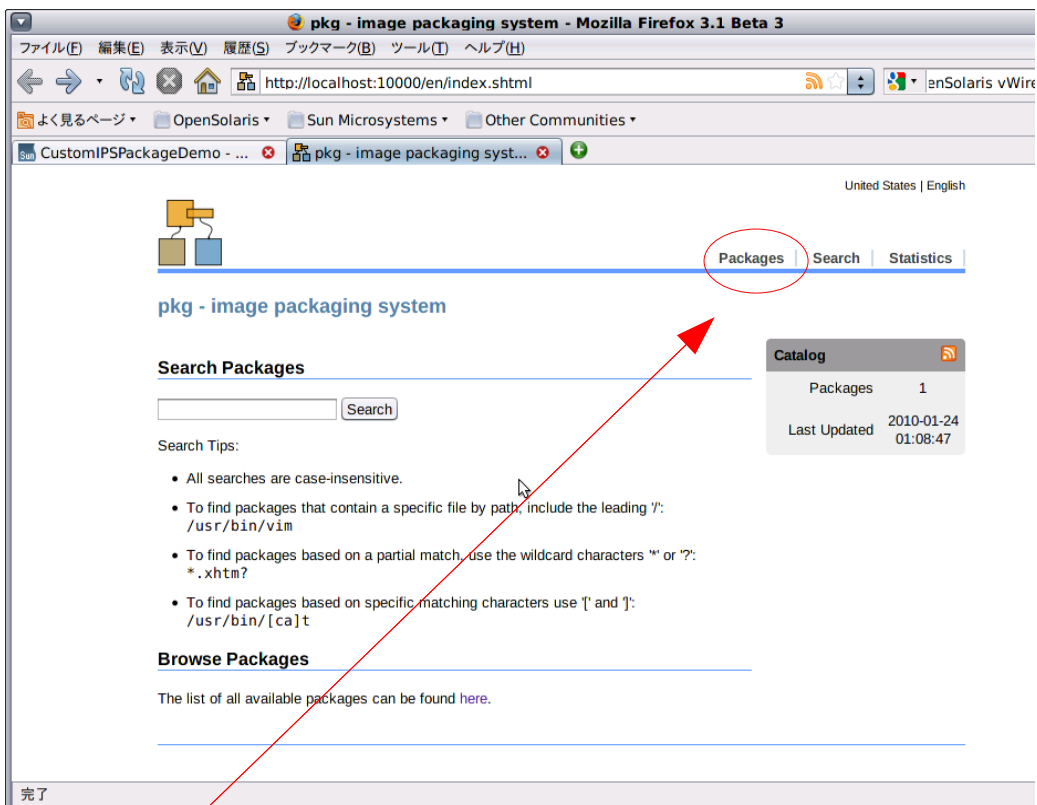 pkg - image packaging system - Mozilla Firefox 3.1 Beta 3
ファイル(F) 編集(E) 表示(V) 履歴(S) ブックマーク(B) ツール(T) ヘルプ(H)
http://localhost:10000/en/index.shtml
enSolaris vWire
よく見るページ OpenSolaris Sun Microsystems Other Communities
Sun CustomIPSPackageDemo - ... pkg - image packaging syst...
United States | English
Packages Search Statistics
pkg - image packaging system
Search Packages
Search
Search Tips:
• All searches are case-insensitive.
• To find packages that contain a specific file by path, include the leading '/':
/usr/bin/vim
• To find packages based on a partial match, use the wildcard characters '*' or '?':
*.xhtm?
• To find packages based on specific matching characters use '[' and ']':
/usr/bin/[ca]t
Browse Packages
The list of all available packages can be found here.
Catalog
Packages 1
Last Updated 2010-01-24
01:08:47
完了